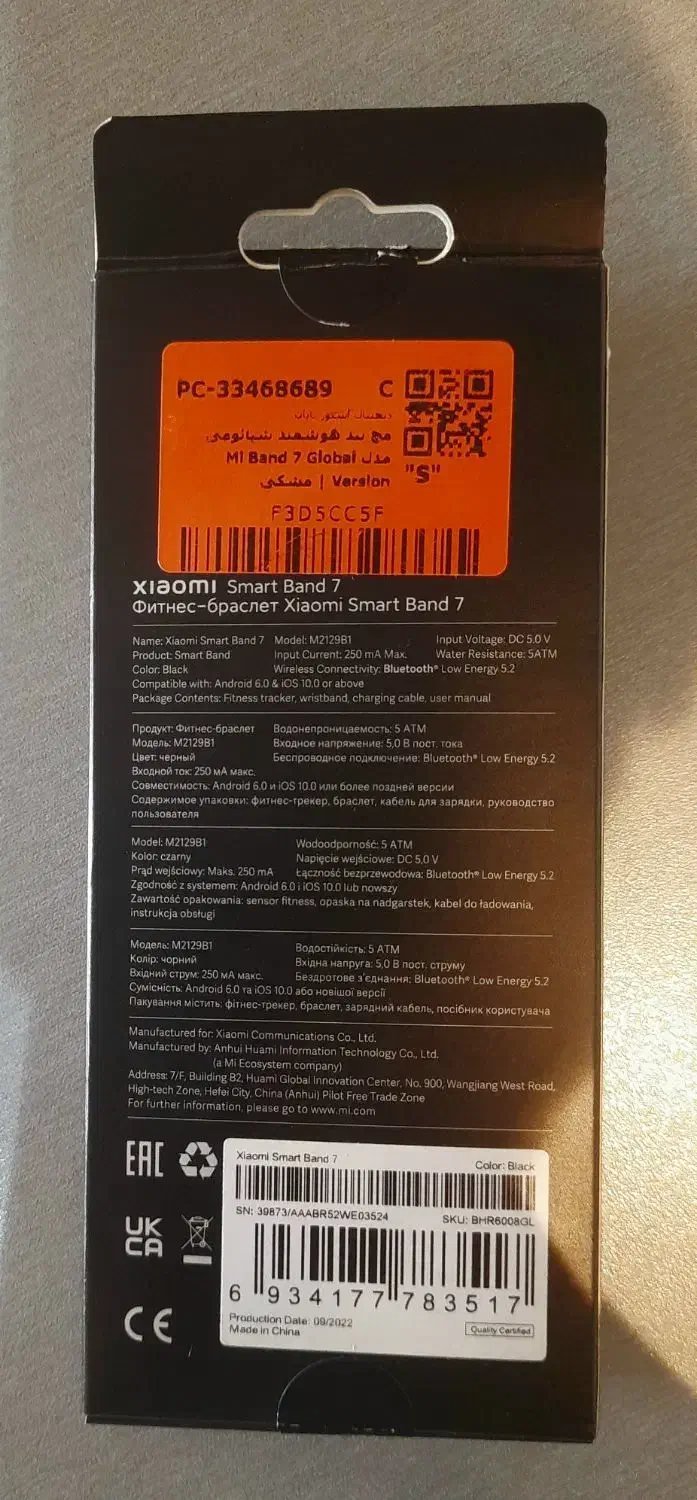 PC-33468689 C
مچ بند هوشمند شیائومی
مدل Mi Band 7 Global
Version | مشکی
"S"
F3D5CC5F
xiaomi Smart Band 7
Фитнес-браслет Xiaomi Smart Band 7
Name: Xiaomi Smart Band 7 Model: M2129B1 Input Voltage: DC 5.0 V
Product: Smart Band Input Current: 250 mA Max. Water Resistance: 5ATM
Color: Black Wireless Connectivity: Bluetooth® Low Energy 5.2
Compatible with: Android 6.0 & iOS 10.0 or above
Package Contents: Fitness tracker, wristband, charging cable, user manual
Продукт: Фитнес-браслет Водонепроницаемость: 5 ATM
Модель: M2129B1 Входное напряжение: 5,0 В пост. тока
Цвет: черный Беспроводное подключение: Bluetooth® Low Energy 5.2
Входной ток: 250 мА макс.
Совместимость: Android 6.0 и iOS 10.0 или более поздней версии
Содержимое упаковки: фитнес-трекер, браслет, кабель для зарядки, руководство
пользователя
Model: M2129B1 Wodoodporność: 5 ATM
Kolor: czarny Napięcie wejściowe: DC 5,0 V
Prąd wejściowy: Maks. 250 mA Łączność bezprzewodowa: Bluetooth® Low Energy 5.2
Zgodność z systemem: Android 6.0 i iOS 10.0 lub nowszy
Zawartość opakowania: sensor fitness, opaska na nadgarstek, kabel do ładowania,
instrukcja obsługi
Модель: M2129B1 Водостійкість: 5 ATM
Колір: чорний Вхідна напруга: 5,0 В пост. струму
Вхідний струм: 250 мА макс. Бездротове з'єднання: Bluetooth® Low Energy 5.2
Сумісність: Android 6.0 та iOS 10.0 або новішої версії
Пакування містить: фітнес-трекер, браслет, зарядний кабель, посібник користувача
Manufactured for: Xiaomi Communications Co., Ltd.
Manufactured by: Anhui Huami Information Technology Co., Ltd.
(a Mi Ecosystem company)
Address: 7/F, Building B2, Huami Global Innovation Center, No. 900, Wangjiang West Road,
High-tech Zone, Hefei City, China (Anhui) Pilot Free Trade Zone
For further information, please go to www.mi.com
EAC
UK
CA
CE
Xiaomi Smart Band 7 Color: Black
SN: 39873/AAABR52WE03524 SKU: BHR6008GL
6 934177 783517
Production Date: 09/2022
Made in China Quality Certified